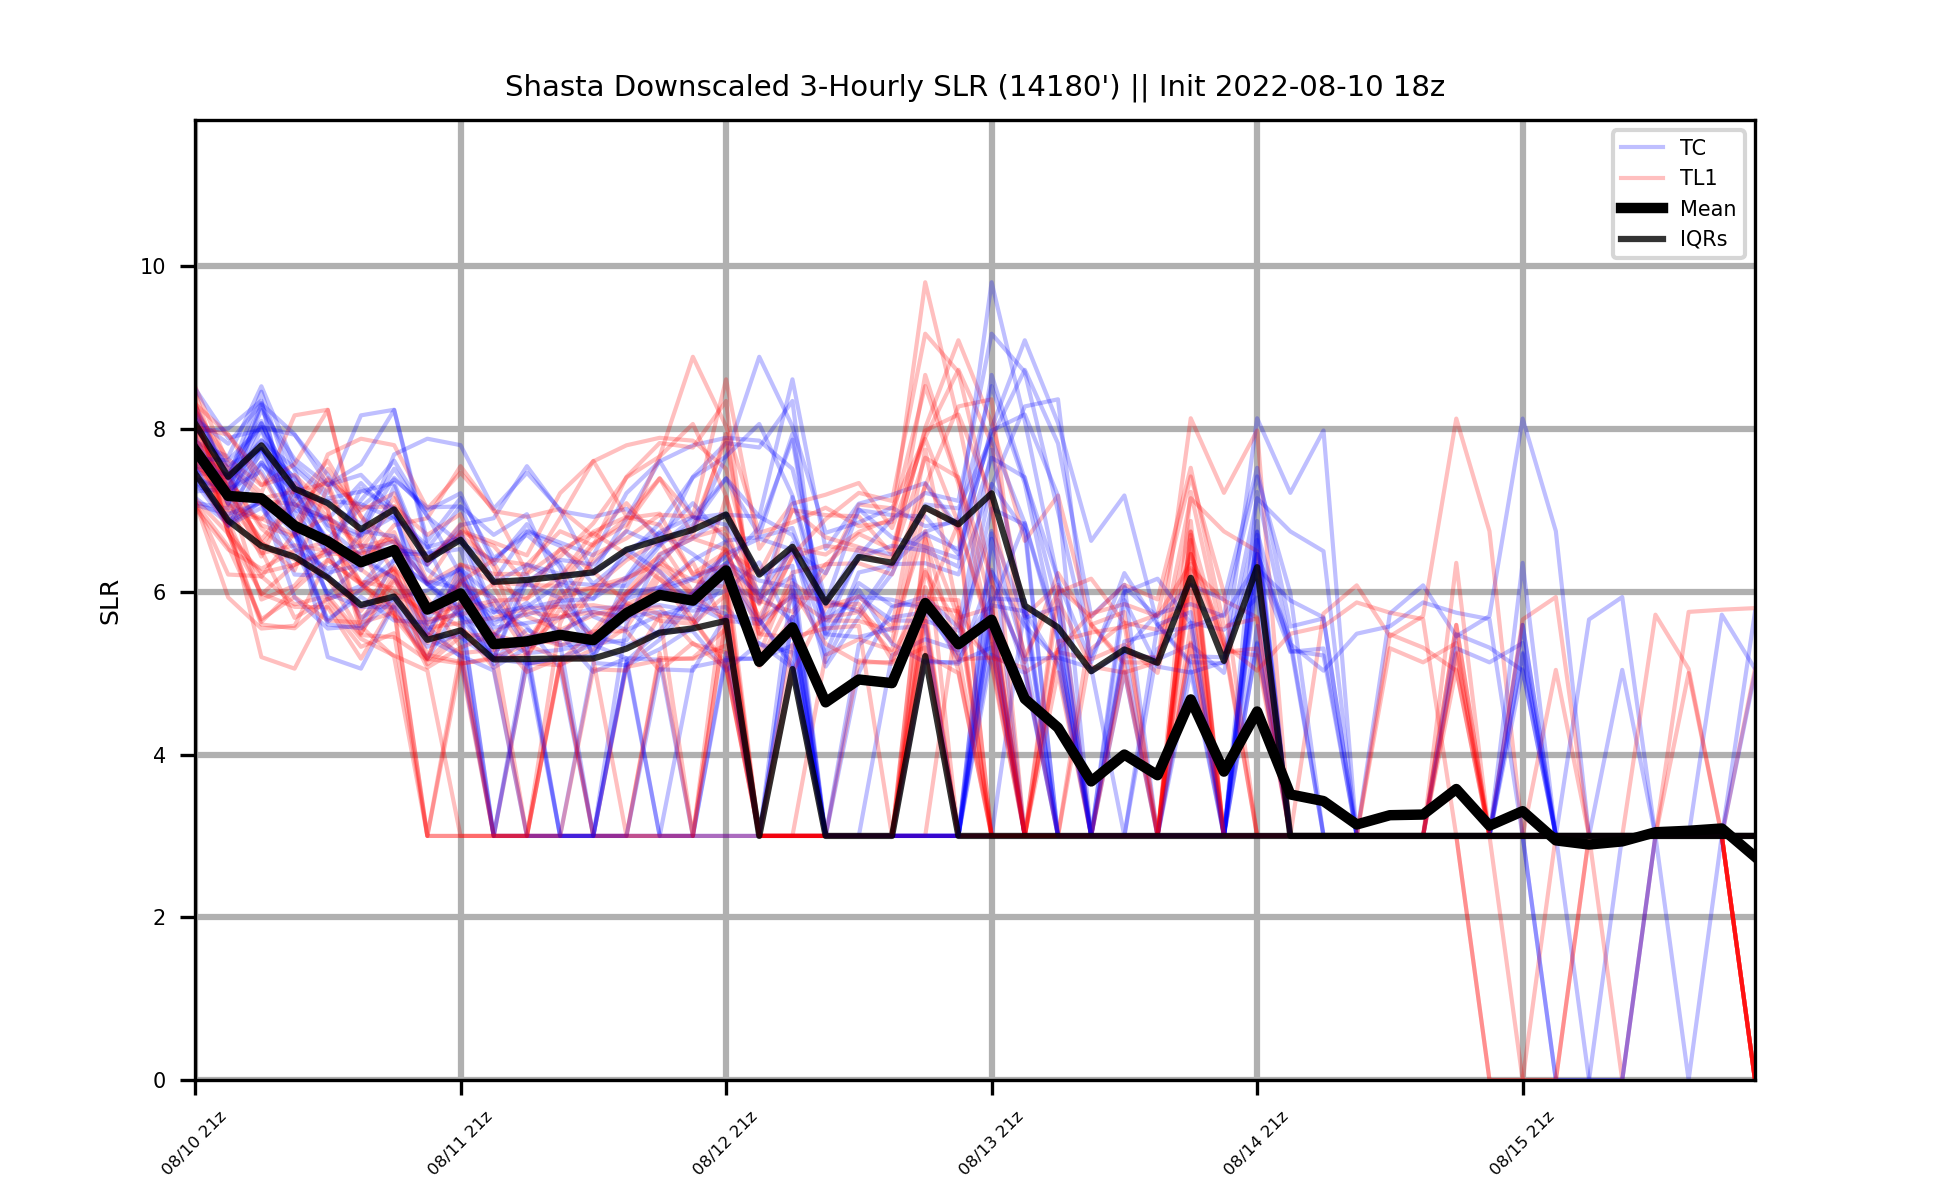 Shasta Downscaled 3-Hourly SLR (14180') || Init 2022-08-10 18z
TC
TL1
Mean
IQRs
SLR
10
8
6
4
2
0
08/10 21z
08/11 21z
08/12 21z
08/13 21z
08/14 21z
08/15 21z